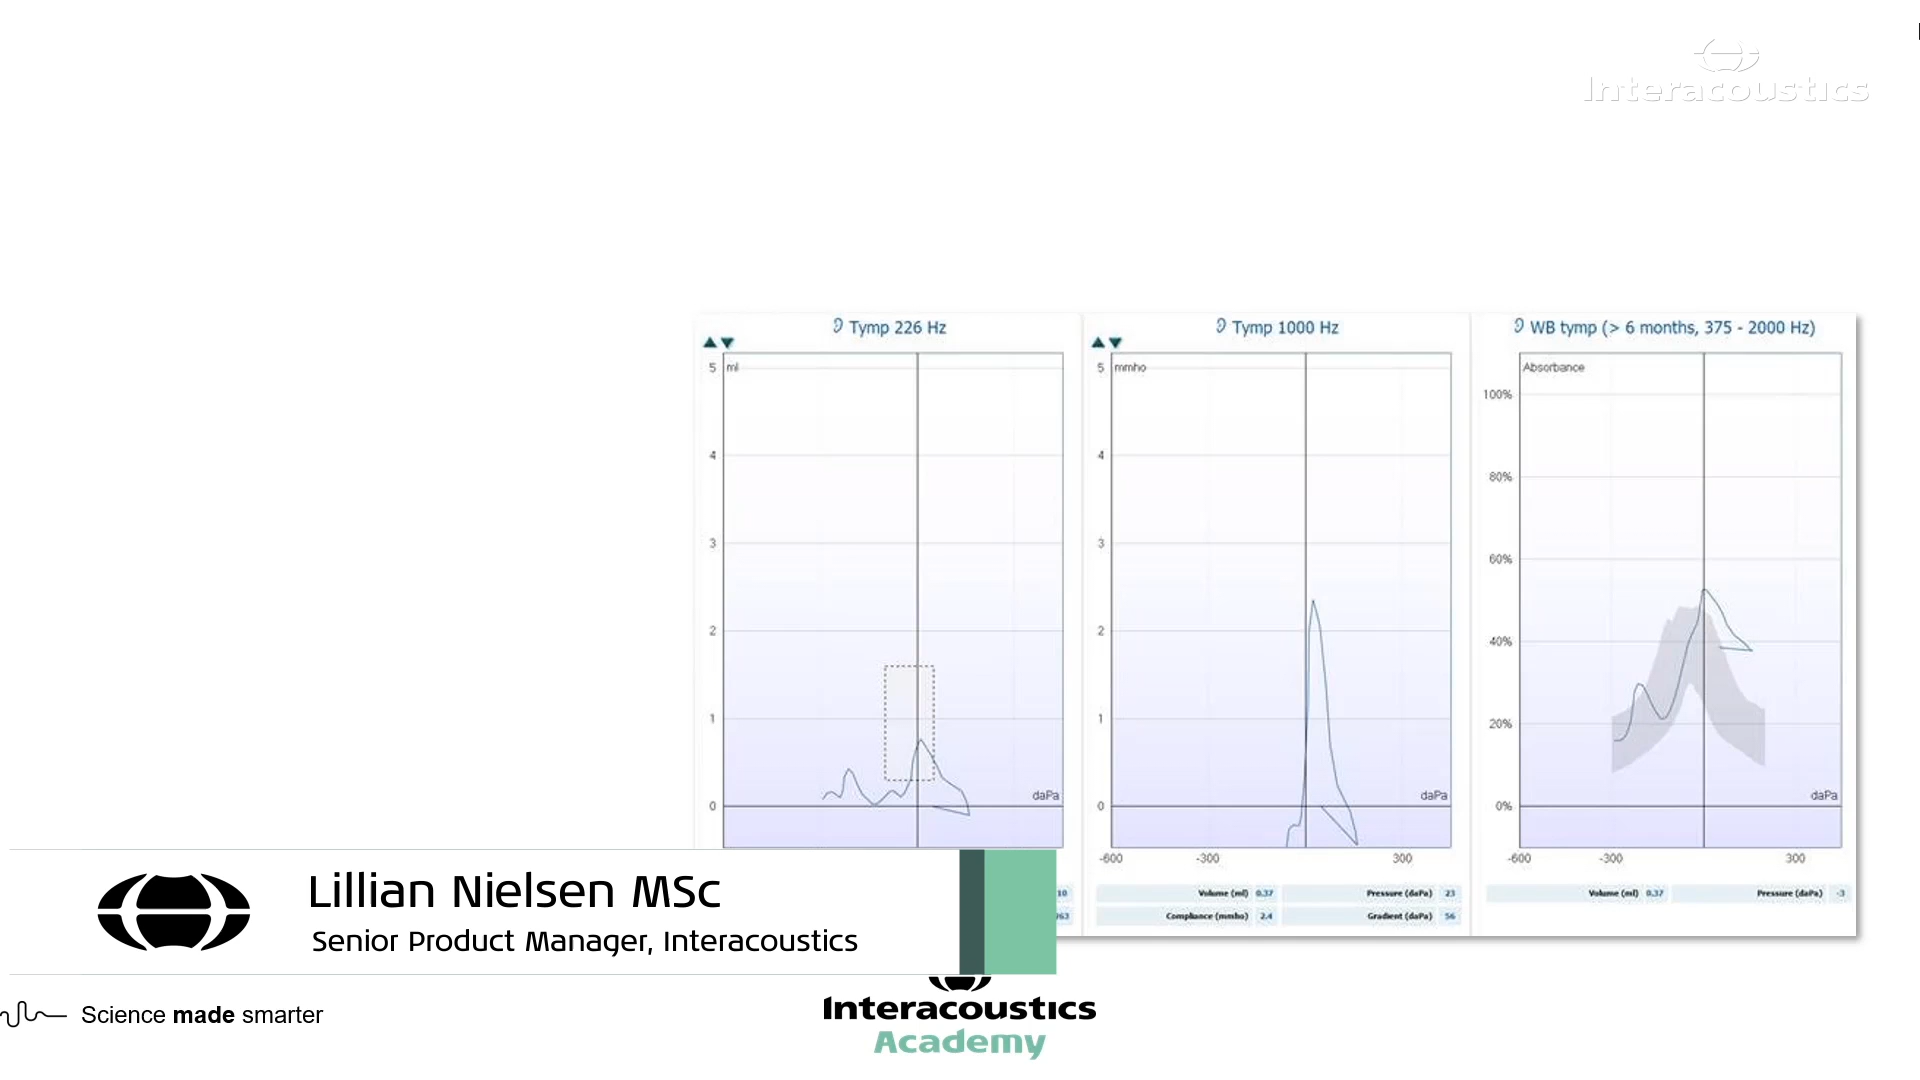 Interacoustics
Tymp 226 Hz
5 ml
4
3
2
1
0
daPa
10
Tymp 1000 Hz
5 mmho
4
3
2
1
0
daPa
-600 -300 300
Volume (ml) 0.37 Pressure (daPa) 23
Compliance (mmho) 2.4 Gradient (daPa) 56
WB tymp (> 6 months, 375 - 2000 Hz)
Absorbance
100%
80%
60%
40%
20%
0%
daPa
-600 -300 300
Volume (ml) 0.37 Pressure (daPa) -3
Lillian Nielsen MSc
Senior Product Manager, Interacoustics
Science made smarter
Interacoustics
Academy